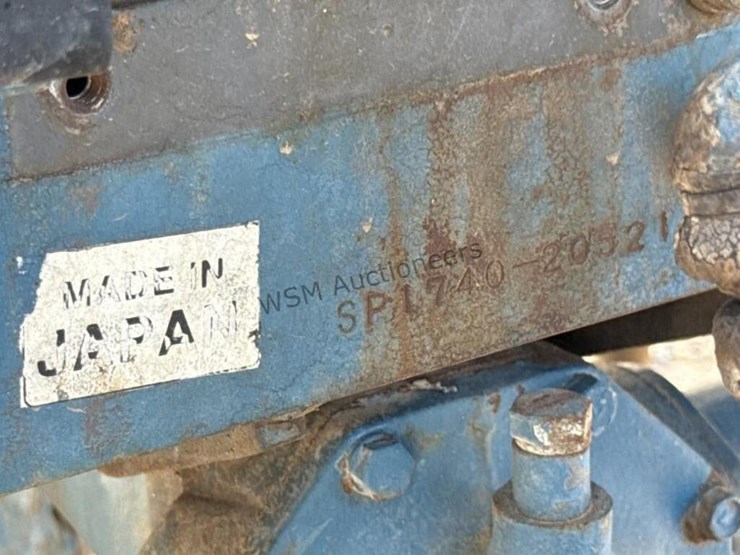 MADE IN
JAPAN
WSM Auctioneers
SP1740-20521